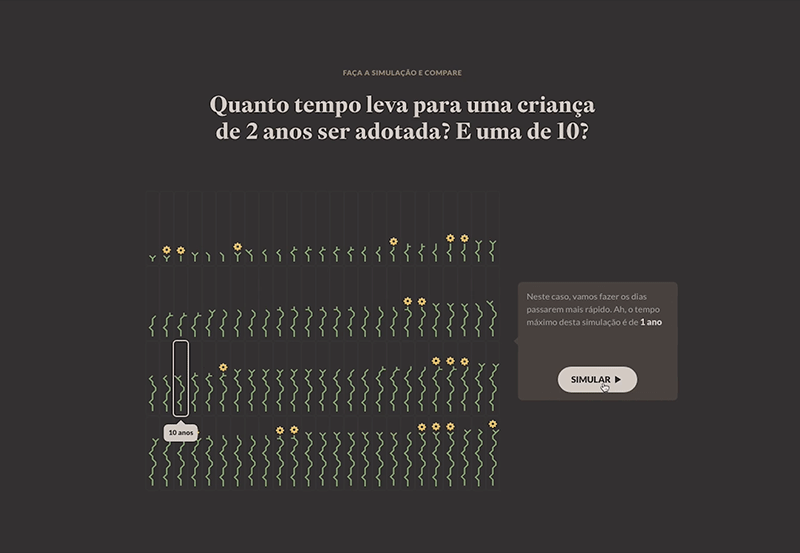 FAÇA A SIMULAÇÃO E COMPARE
Quanto tempo leva para uma criança
de 2 anos ser adotada? E uma de 10?
Neste caso, vamos fazer os dias
passarem mais rápido. Ah, o tempo
máximo desta simulação é de 1 ano
SIMULAR
10 anos